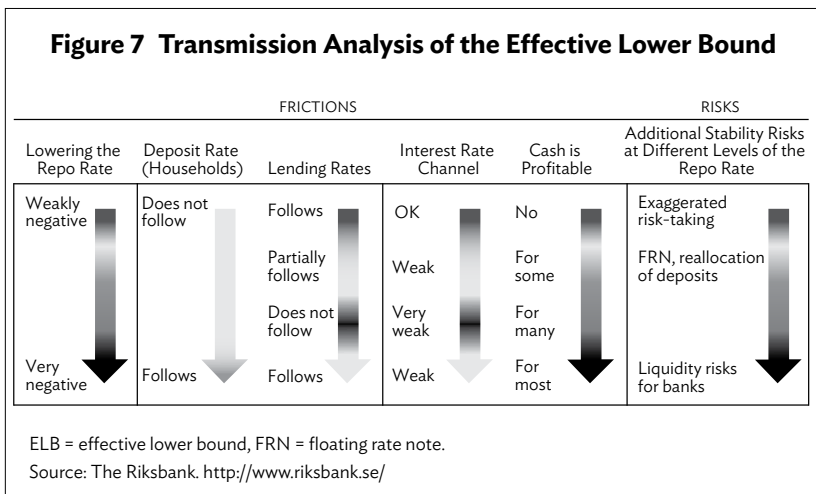 Figure 7 Transmission Analysis of the Effective Lower Bound
FRICTIONS
RISKS
Lowering the
Repo Rate
Deposit Rate
(Households)
Lending Rates
Interest Rate
Channel
Cash is
Profitable
Additional Stability Risks
at Different Levels of the
Repo Rate
Weakly
negative
Very
negative
Does not
follow
Follows
Follows
Partially
follows
Does not
follow
Follows
OK
Weak
Very
weak
Weak
No
For
some
For
many
For
most
Exaggerated
risk-taking
FRN, reallocation
of deposits
Liquidity risks
for banks
ELB = effective lower bound, FRN = floating rate note.
Source: The Riksbank. http://www.riksbank.se/